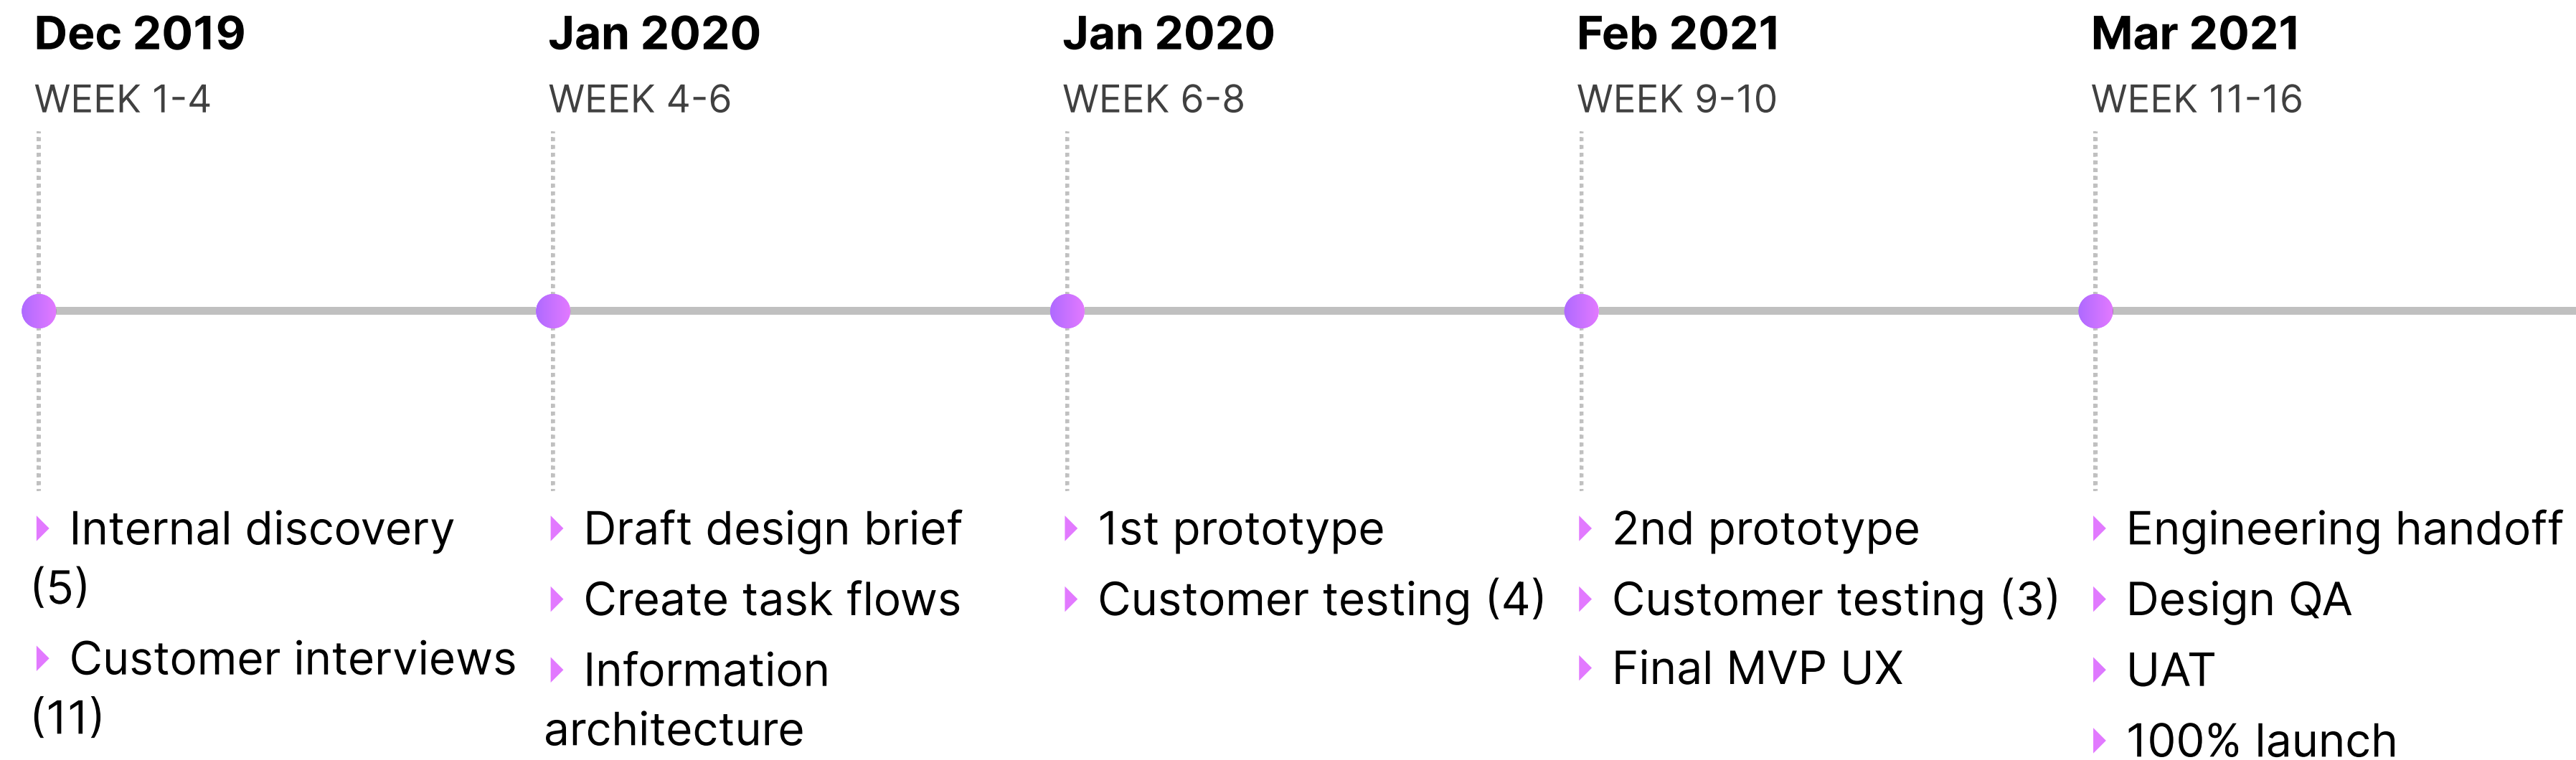 Dec 2019
WEEK 1-4
Internal discovery
(5)
Customer interviews
(11)
Jan 2020
WEEK 4-6
Draft design brief
Create task flows
Information
architecture
Jan 2020
WEEK 6-8
1st prototype
Customer testing (4)
Feb 2021
WEEK 9-10
2nd prototype
Customer testing (3)
Final MVP UX
Mar 2021
WEEK 11-16
Engineering handoff
Design QA
UAT
100% launch